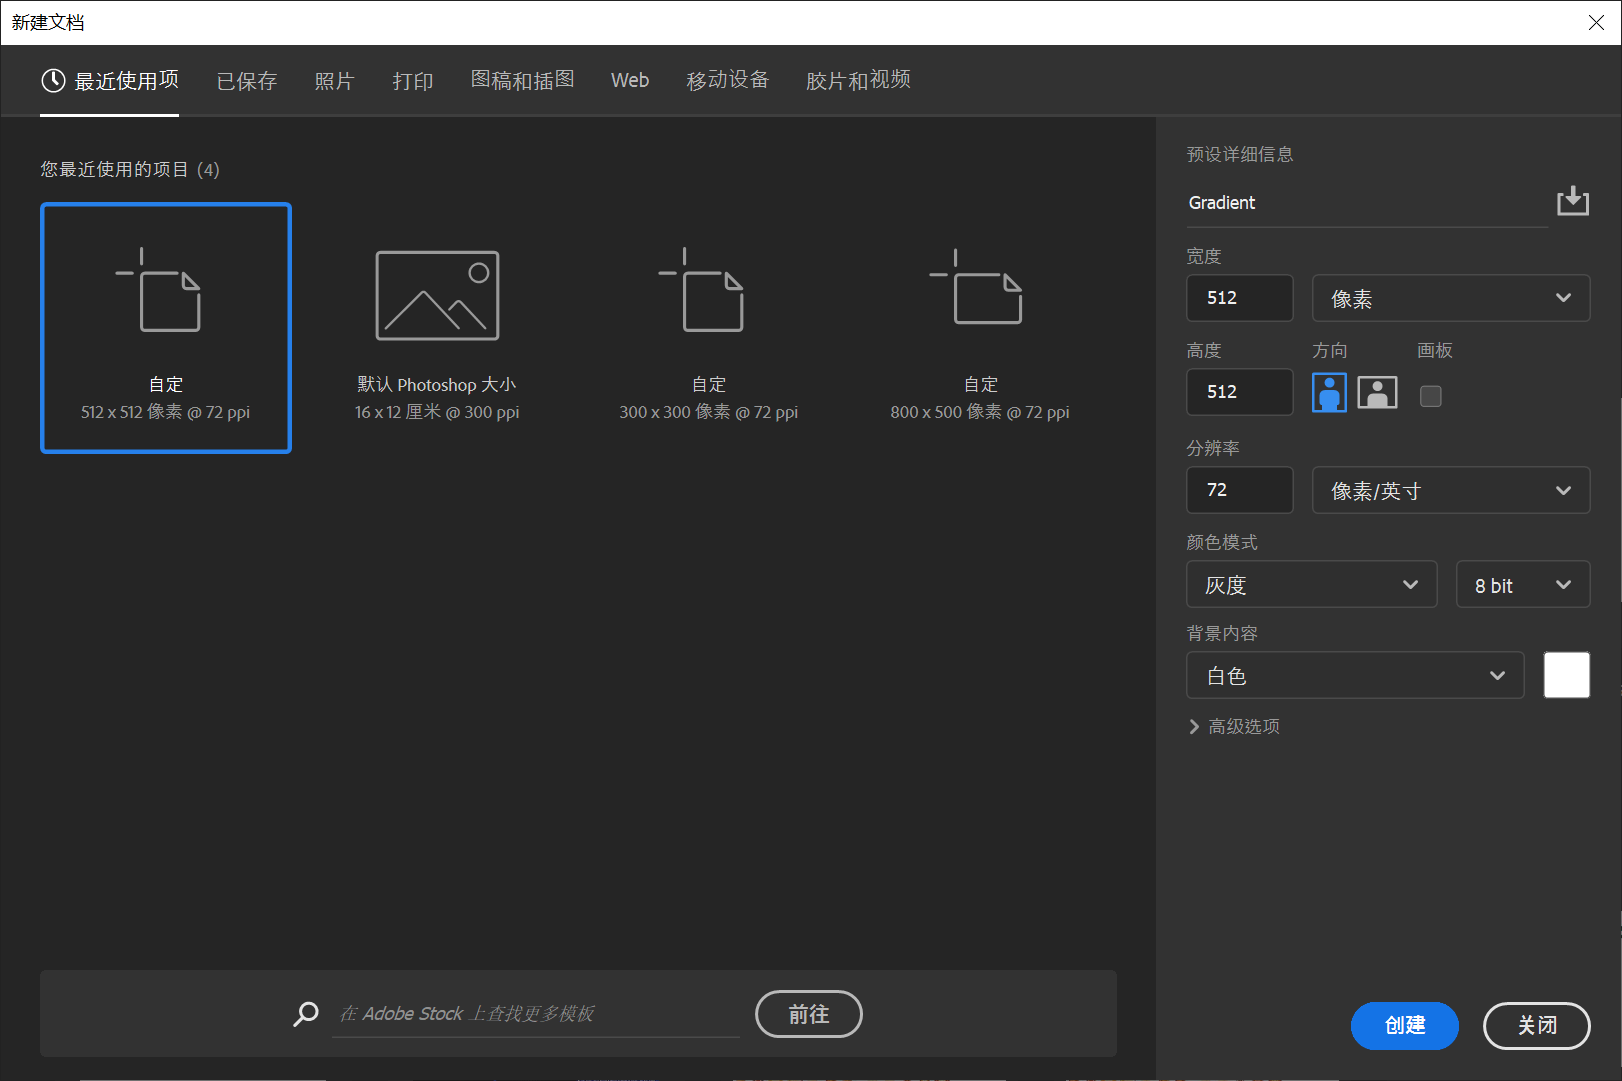 新建文档
最近使用项 已保存 照片 打印 图稿和插图 Web 移动设备 胶片和视频
您最近使用的项目 (4)
自定
512 x 512 像素 @ 72 ppi
默认 Photoshop 大小
16 x 12 厘米 @ 300 ppi
自定
300 x 300 像素 @ 72 ppi
自定
800 x 500 像素 @ 72 ppi
在 Adobe Stock 上查找更多模板 前往
预设详细信息
Gradient
宽度
512 像素
高度 方向 画板
512
分辨率
72 像素/英寸
颜色模式
灰度 8 bit
背景内容
白色
高级选项
创建 关闭